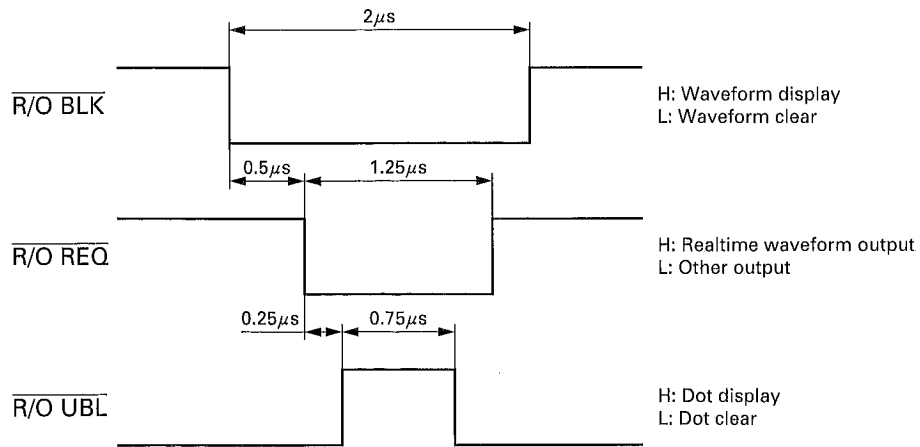 2μs
R/O BLK
H: Waveform display
L: Waveform clear
0.5μs
1.25μs
R/O REQ
H: Realtime waveform output
L: Other output
0.25μs
0.75μs
R/O UBL
H: Dot display
L: Dot clear